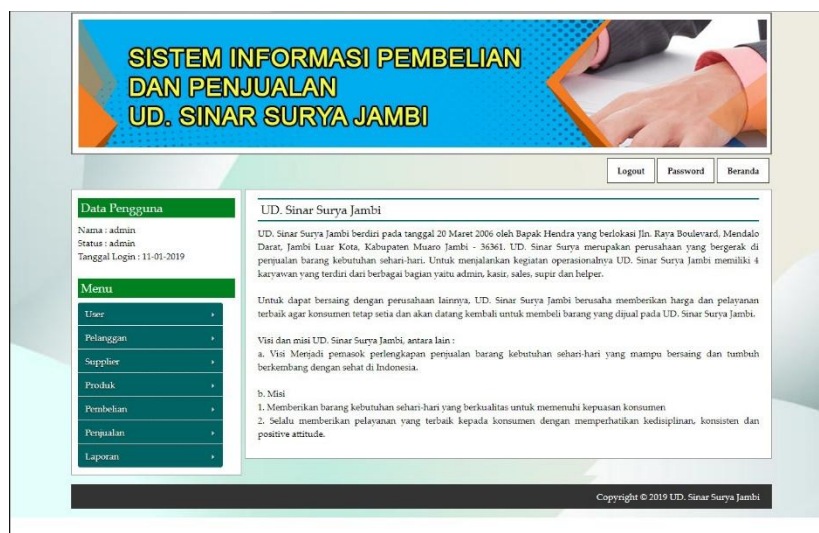 SISTEM INFORMASI PEMBELIAN
DAN PENJUALAN
UD. SINAR SURYA JAMBI
Logout
Password
Beranda
Data Pengguna
Nama : admin
Status : admin
Tanggal Login : 11-01-2019
Menu
User
Pelanggan
Supplier
Produk
Pembelian
Penjualan
Laporan
UD. Sinar Surya Jambi
UD. Sinar Surya Jambi berdiri pada tanggal 20 Maret 2006 oleh Bapak Hendra yang berlokasi Jln. Raya Boulevard, Mendalo
Darat, Jambi Luar Kota, Kabupaten Muaro Jambi - 36361. UD. Sinar Surya merupakan perusahaan yang bergerak di
penjualan barang kebutuhan sehari-hari. Untuk menjalankan kegiatan operasionalnya UD. Sinar Surya Jambi memiliki 4
karyawan yang terdiri dari berbagai bagian yaitu admin, kasir, sales, supir dan helper.
Untuk dapat bersaing dengan perusahaan lainnya, UD. Sinar Surya Jambi berusaha memberikan harga dan pelayanan
terbaik agar konsumen tetap setia dan akan datang kembali untuk membeli barang yang dijual pada UD. Sinar Surya Jambi.
Visi dan misi UD. Sinar Surya Jambi, antara lain :
a. Visi Menjadi pemasok perlengkapan penjualan barang kebutuhan sehari-hari yang mampu bersaing dan tumbuh
berkembang dengan sehat di Indonesia.
b. Misi
1. Memberikan barang kebutuhan sehari-hari yang berkualitas untuk memenuhi kepuasan konsumen
2. Selalu memberikan pelayanan yang terbaik kepada konsumen dengan memperhatikan kedisiplinan, konsisten dan
positive attitude.
Copyright © 2019 UD. Sinar Surya Jambi